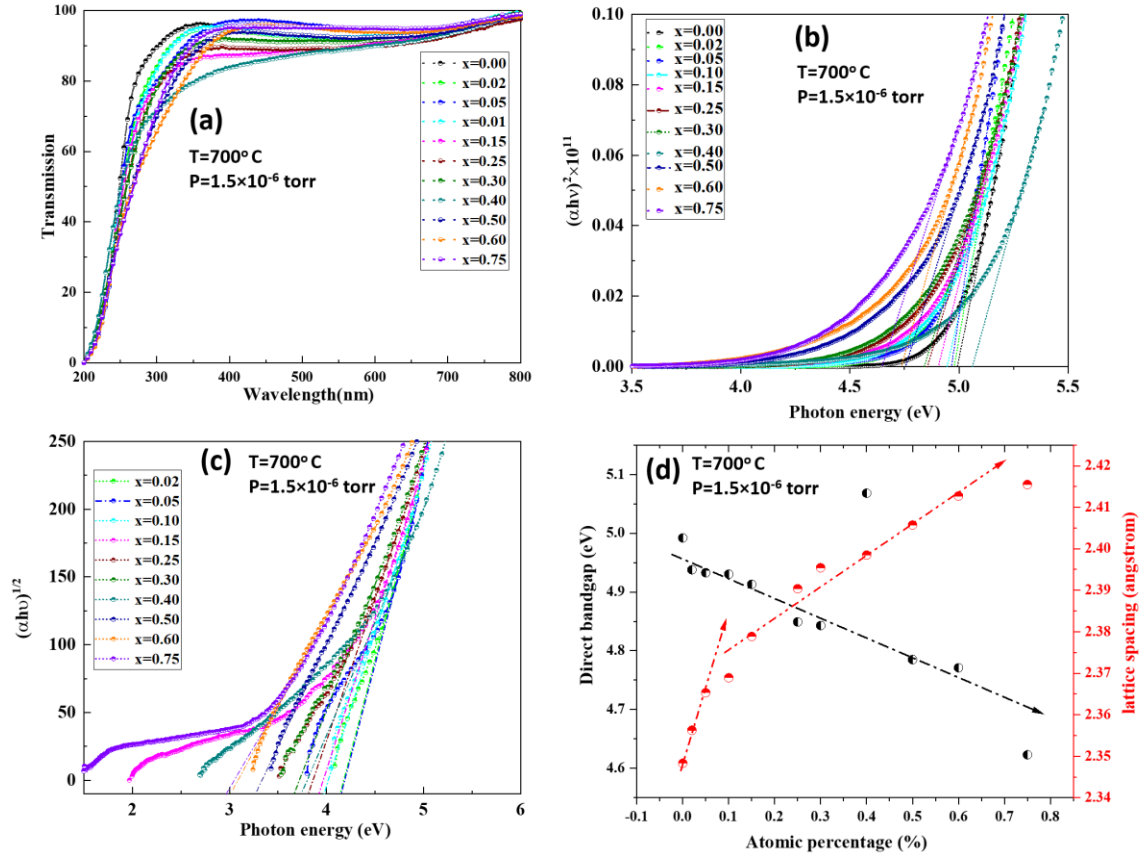 (a)
T=700° C
P=1.5×10⁻⁶ torr
Transmission
100
80
60
40
20
0
200
300
400
500
600
700
800
Wavelength(nm)
x=0.00
x=0.02
x=0.05
x=0.01
x=0.15
x=0.25
x=0.30
x=0.40
x=0.50
x=0.60
x=0.75
(b)
T=700° C
P=1.5×10⁻⁶ torr
(αhν)²×10¹¹
0.10
0.08
0.06
0.04
0.02
0.00
3.5
4.0
4.5
5.0
5.5
Photon energy (eV)
x=0.00
x=0.02
x=0.05
x=0.10
x=0.15
x=0.25
x=0.30
x=0.40
x=0.50
x=0.60
x=0.75
(c)
T=700° C
P=1.5×10⁻⁶ torr
(αhυ)¹/²
250
200
150
100
50
0
2
3
4
5
6
Photon energy (eV)
x=0.02
x=0.05
x=0.10
x=0.15
x=0.25
x=0.30
x=0.40
x=0.50
x=0.60
x=0.75
(d)
T=700° C
P=1.5×10⁻⁶ torr
Direct bandgap (eV)
5.1
5.0
4.9
4.8
4.7
4.6
-0.1
0.0
0.1
0.2
0.3
0.4
0.5
0.6
0.7
0.8
Atomic percentage (%)
2.42
2.41
2.40
2.39
2.38
2.37
2.36
2.35
2.34
lattice spacing (angstrom)